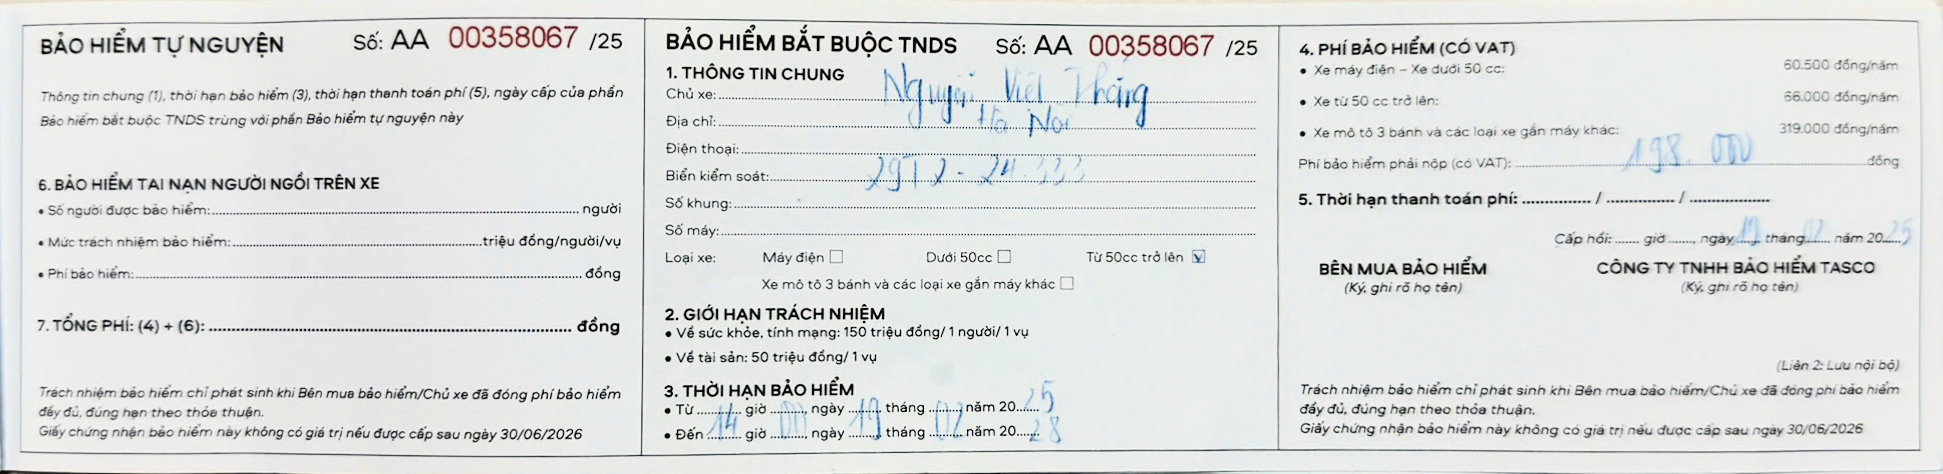 BẢO HIỂM TỰ NGUYỆN Số: AA 00358067 /25
Thông tin chung (1), thời hạn bảo hiểm (3), thời hạn thanh toán phí (5), ngày cấp của phần
Bảo hiểm bắt buộc TNDS trùng với phần Bảo hiểm tự nguyện này
6. BẢO HIỂM TAI NẠN NGƯỜI NGỒI TRÊN XE
• Số người được bảo hiểm:.......... người
• Mức trách nhiệm bảo hiểm:..........triệu đồng/người/vụ
• Phí bảo hiểm:.......... đồng
7. TỔNG PHÍ: (4) + (6): .......... đồng
Trách nhiệm bảo hiểm chỉ phát sinh khi Bên mua bảo hiểm/Chủ xe đã đóng phí bảo hiểm
đầy đủ, đúng hạn theo thỏa thuận.
Giấy chứng nhận bảo hiểm này không có giá trị nếu được cấp sau ngày 30/06/2026
BẢO HIỂM BẮT BUỘC TNDS Số: AA 00358067 /25
1. THÔNG TIN CHUNG
Chủ xe: Nguyễn Viết Thắng
Địa chỉ: Hà Nội
Điện thoại:..........
Biển kiểm soát: 29T2 - 24.333
Số khung:..........
Số máy:..........
Loại xe: Máy điện ☐ Dưới 50cc ☐ Từ 50cc trở lên ☑
Xe mô tô 3 bánh và các loại xe gắn máy khác ☐
2. GIỚI HẠN TRÁCH NHIỆM
• Về sức khỏe, tính mạng: 150 triệu đồng/ 1 người/ 1 vụ
• Về tài sản: 50 triệu đồng/ 1 vụ
3. THỜI HẠN BẢO HIỂM
• Từ 14 giờ 00, ngày 19 tháng 02 năm 2025
• Đến 14 giờ 00, ngày 19 tháng 02 năm 2028
4. PHÍ BẢO HIỂM (CÓ VAT)
• Xe máy điện – Xe dưới 50 cc: 60.500 đồng/năm
• Xe từ 50 cc trở lên: 66.000 đồng/năm
• Xe mô tô 3 bánh và các loại xe gắn máy khác: 319.000 đồng/năm
Phí bảo hiểm phải nộp (có VAT): 198.000 đồng
5. Thời hạn thanh toán phí: .......... / .......... / ..........
Cấp hồi: ...... giờ ......, ngày 19 tháng 02 năm 2025
BÊN MUA BẢO HIỂM CÔNG TY TNHH BẢO HIỂM TASCO
(Ký, ghi rõ họ tên) (Ký, ghi rõ họ tên)
(Liên 2: Lưu nội bộ)
Trách nhiệm bảo hiểm chỉ phát sinh khi Bên mua bảo hiểm/Chủ xe đã đóng phí bảo hiểm
đầy đủ, đúng hạn theo thỏa thuận.
Giấy chứng nhận bảo hiểm này không có giá trị nếu được cấp sau ngày 30/06/2026